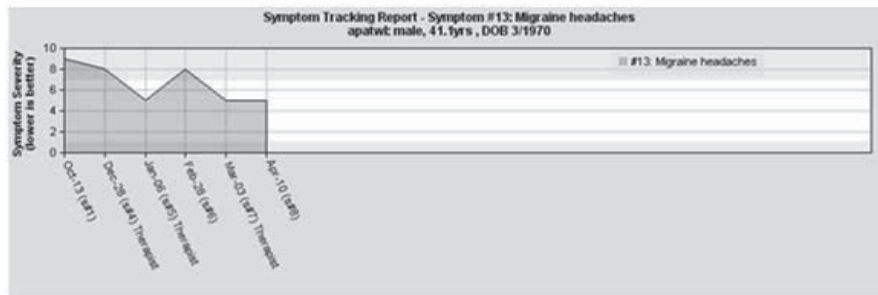 Symptom Tracking Report - Symptom #13: Migraine headaches
apatwt: male, 41.1yrs , DOB 3/1970
Symptom Severity
(lower is better)
10
8
6
4
2
0
#13: Migraine headaches
Oct-13 (s#1)
Dec-28 (s#4) Therapist
Jan-06 (s#5) Therapist
Feb-28 (s#6)
Mar-03 (s#7) Therapist
Apr-10 (s#8)